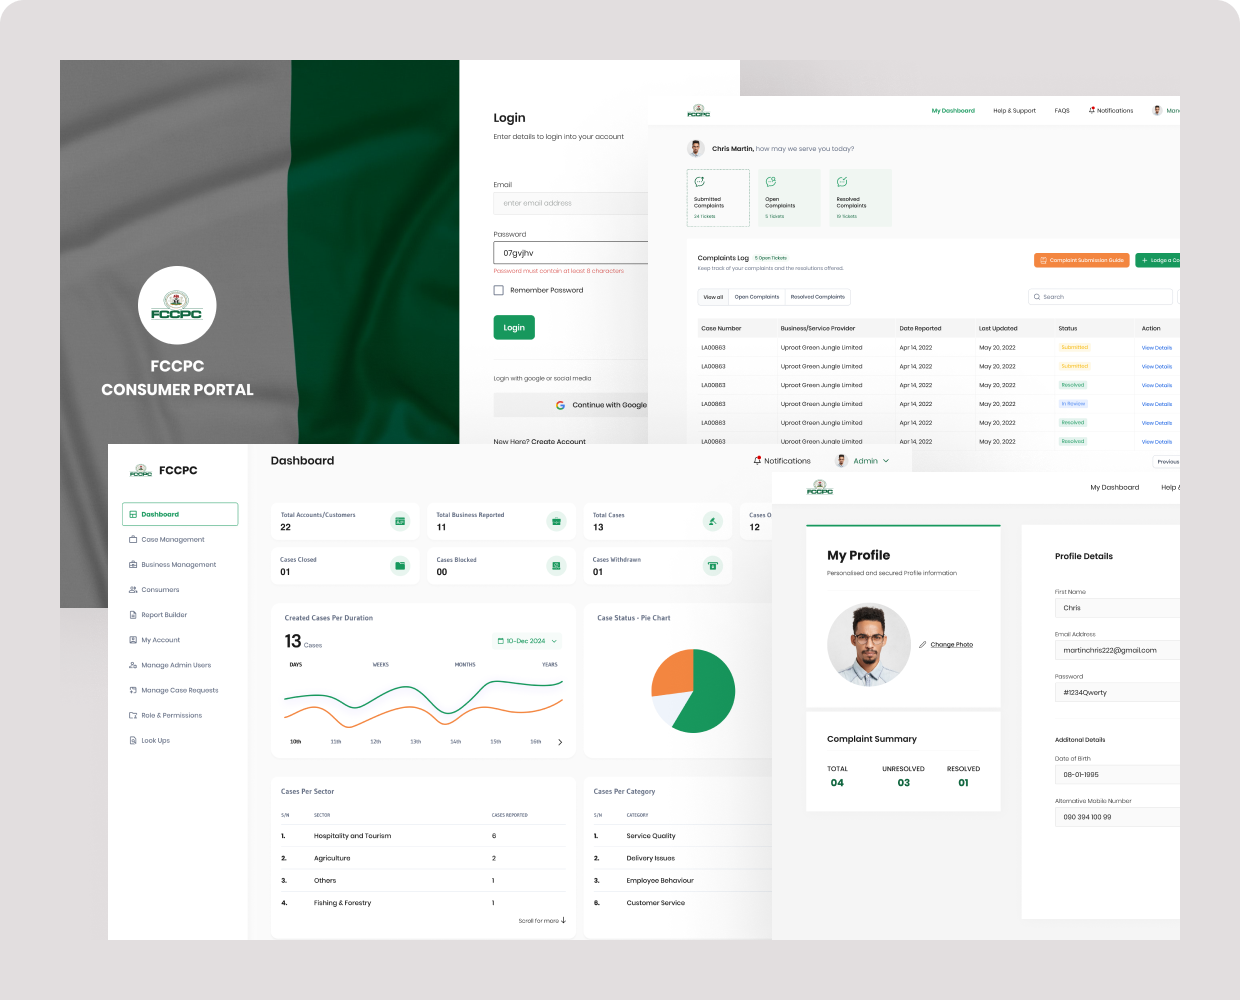 FCCPC
FCCPC
CONSUMER PORTAL
Login
Enter details to login into your account
Email
enter email address
Password
07gvjhv
Password must contain at least 8 characters
Remember Password
Login
Login with google or social media
Continue with Google
New Here? Create Account
FCCPC
My Dashboard Help & Support FAQS Notifications
Chris Martin, how may we serve you today?
Submitted Complaints
24 Tickets
Open Complaints
5 Tickets
Resolved Complaints
19 Tickets
Complaints Log 5 Open Tickets
Keep track of your complaints and the resolutions offered.
Complaint Submission Guide
Lodge a Co
View all Open Complaints Resolved Complaints
Search
Case Number Business/Service Provider Date Reported Last Updated Status Action
LA00863 Uproot Green Jungle Limited Apr 14, 2022 May 20, 2022 Submitted View Details
LA00863 Uproot Green Jungle Limited Apr 14, 2022 May 20, 2022 Submitted View Details
LA00863 Uproot Green Jungle Limited Apr 14, 2022 May 20, 2022 Resolved View Details
LA00863 Uproot Green Jungle Limited Apr 14, 2022 May 20, 2022 In Review View Details
LA00863 Uproot Green Jungle Limited Apr 14, 2022 May 20, 2022 Resolved View Details
LA00863 Uproot Green Jungle Limited Apr 14, 2022 May 20, 2022 Resolved View Details
Previous
FCCPC FCCPC
Dashboard
Case Management
Business Management
Consumers
Report Builder
My Account
Manage Admin Users
Manage Case Requests
Role & Permissions
Look Ups
Dashboard
Notifications Admin
Total Accounts/Customers
22
Total Business Reported
11
Total Cases
13
Cases O
12
Cases Closed
01
Cases Blocked
00
Cases Withdrawn
01
Created Cases Per Duration
13 Cases
10-Dec 2024
DAYS WEEKS MONTHS YEARS
10th 11th 12th 13th 14th 15th 16th
Case Status - Pie Chart
Cases Per Sector
S/N SECTOR CASES REPORTED
1. Hospitality and Tourism 6
2. Agriculture 2
3. Others 1
4. Fishing & Forestry 1
Scroll for more
Cases Per Category
S/N CATEGORY
1. Service Quality
2. Delivery Issues
3. Employee Behaviour
6. Customer Service
FCCPC
My Dashboard Help &
My Profile
Personalised and secured Profile information
Change Photo
Complaint Summary
TOTAL UNRESOLVED RESOLVED
04 03 01
Profile Details
First Name
Chris
Email Address
martinchris222@gmail.com
Password
#1234Qwerty
Additonal Details
Date of Birth
08-01-1995
Alternative Mobile Number
090 394 100 99